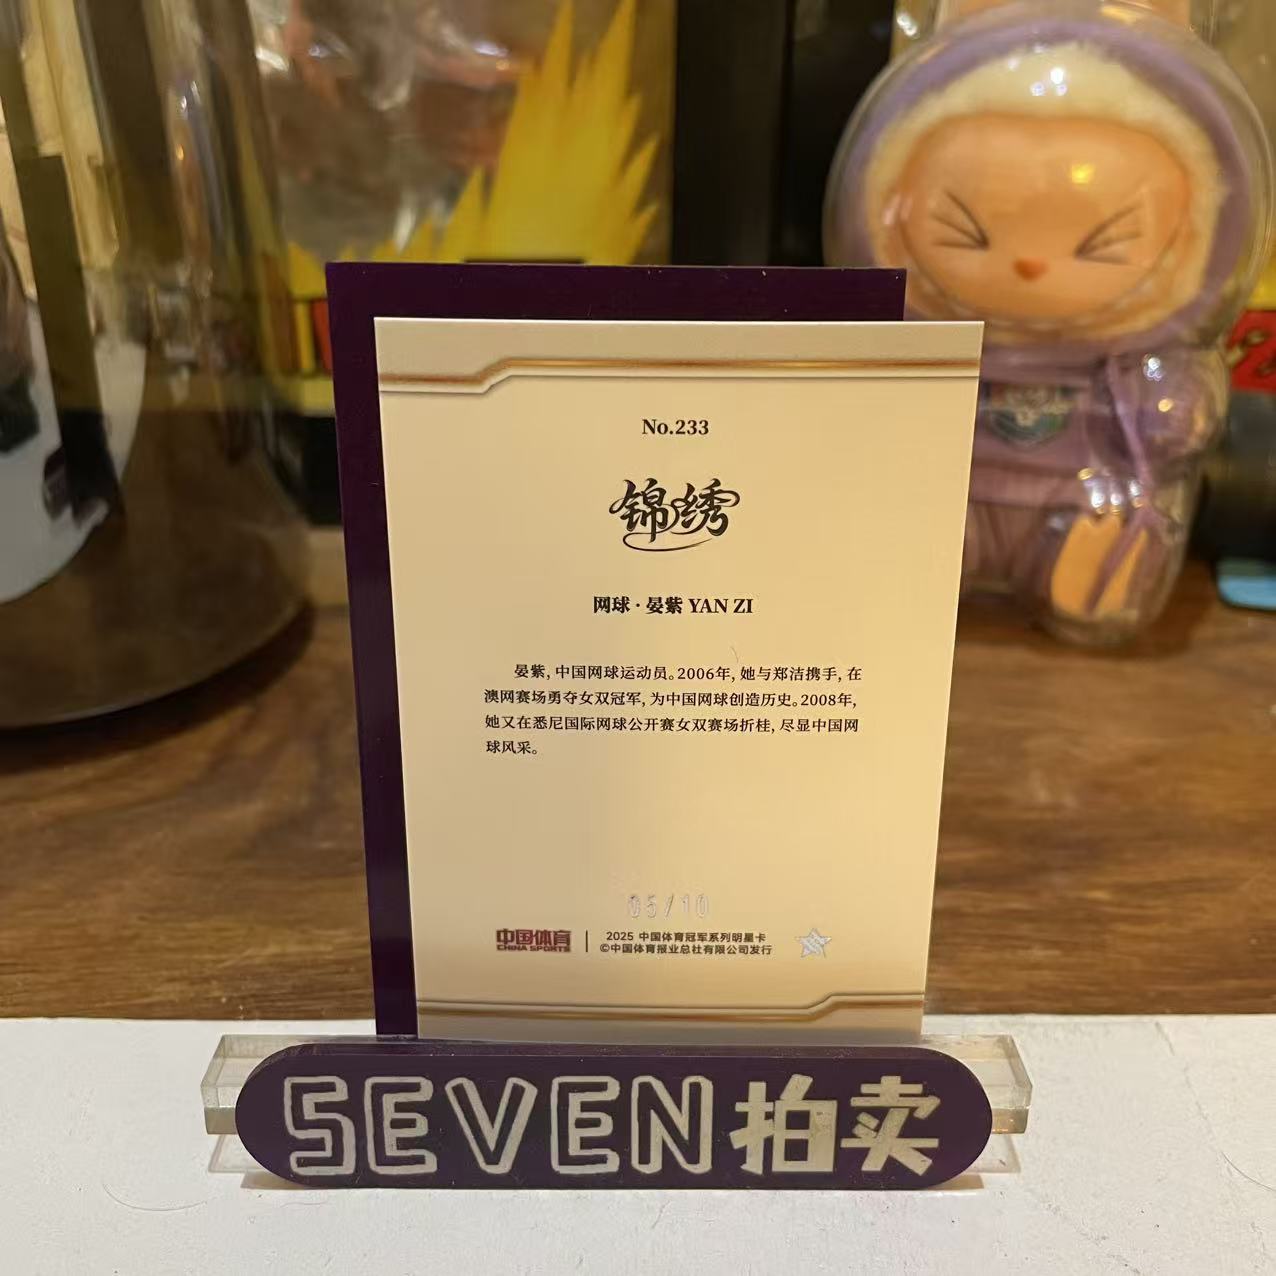 No.233
锦绣
网球·晏紫 YAN ZI
晏紫,中国网球运动员。2006年,她与郑洁携手,在
澳网赛场勇夺女双冠军,为中国网球创造历史。2008年,
她又在悉尼国际网球公开赛女双赛场折桂,尽显中国网
球风采。
05/10
中国体育
CHINA SPORTS
2025 中国体育冠军系列明星卡
©中国体育报业总社有限公司发行
SEVEN拍卖